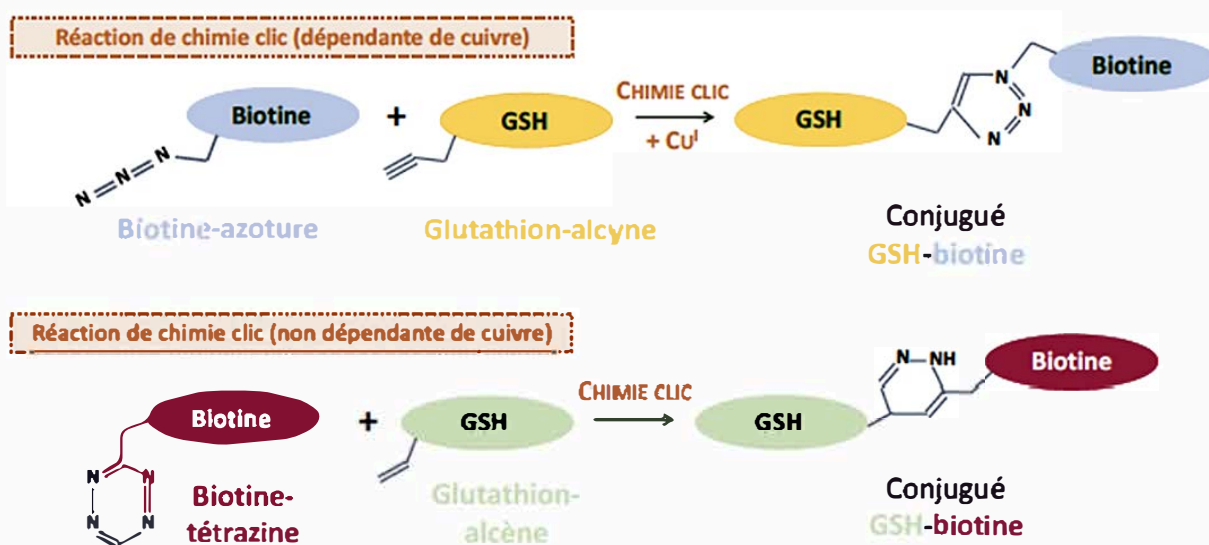 Réaction de chimie clic (dépendante de cuivre)
Biotine
+
GSH
CHIMIE CLIC
+ CuI
GSH
Biotine
N
N
N
N
N
N
Biotine-azoture
Glutathion-alcyne
Conjugué
GSH-biotine
Réaction de chimie clic (non dépendante de cuivre)
Biotine
+
GSH
CHIMIE CLIC
GSH
N
NH
Biotine
N
N
N
N
Biotine-
tétrazine
Glutathion-
alcène
Conjugué
GSH-biotine